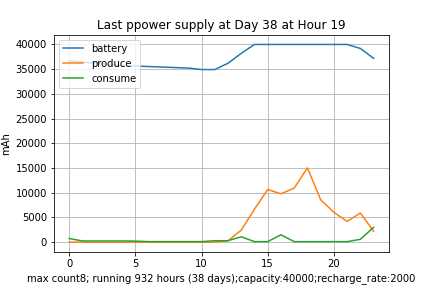 Last ppower supply at Day 38 at Hour 19
40000
35000
30000
25000
20000
15000
10000
5000
0
mAh
battery
produce
consume
0 5 10 15 20
max count8; running 932 hours (38 days);capacity:40000;recharge_rate:2000